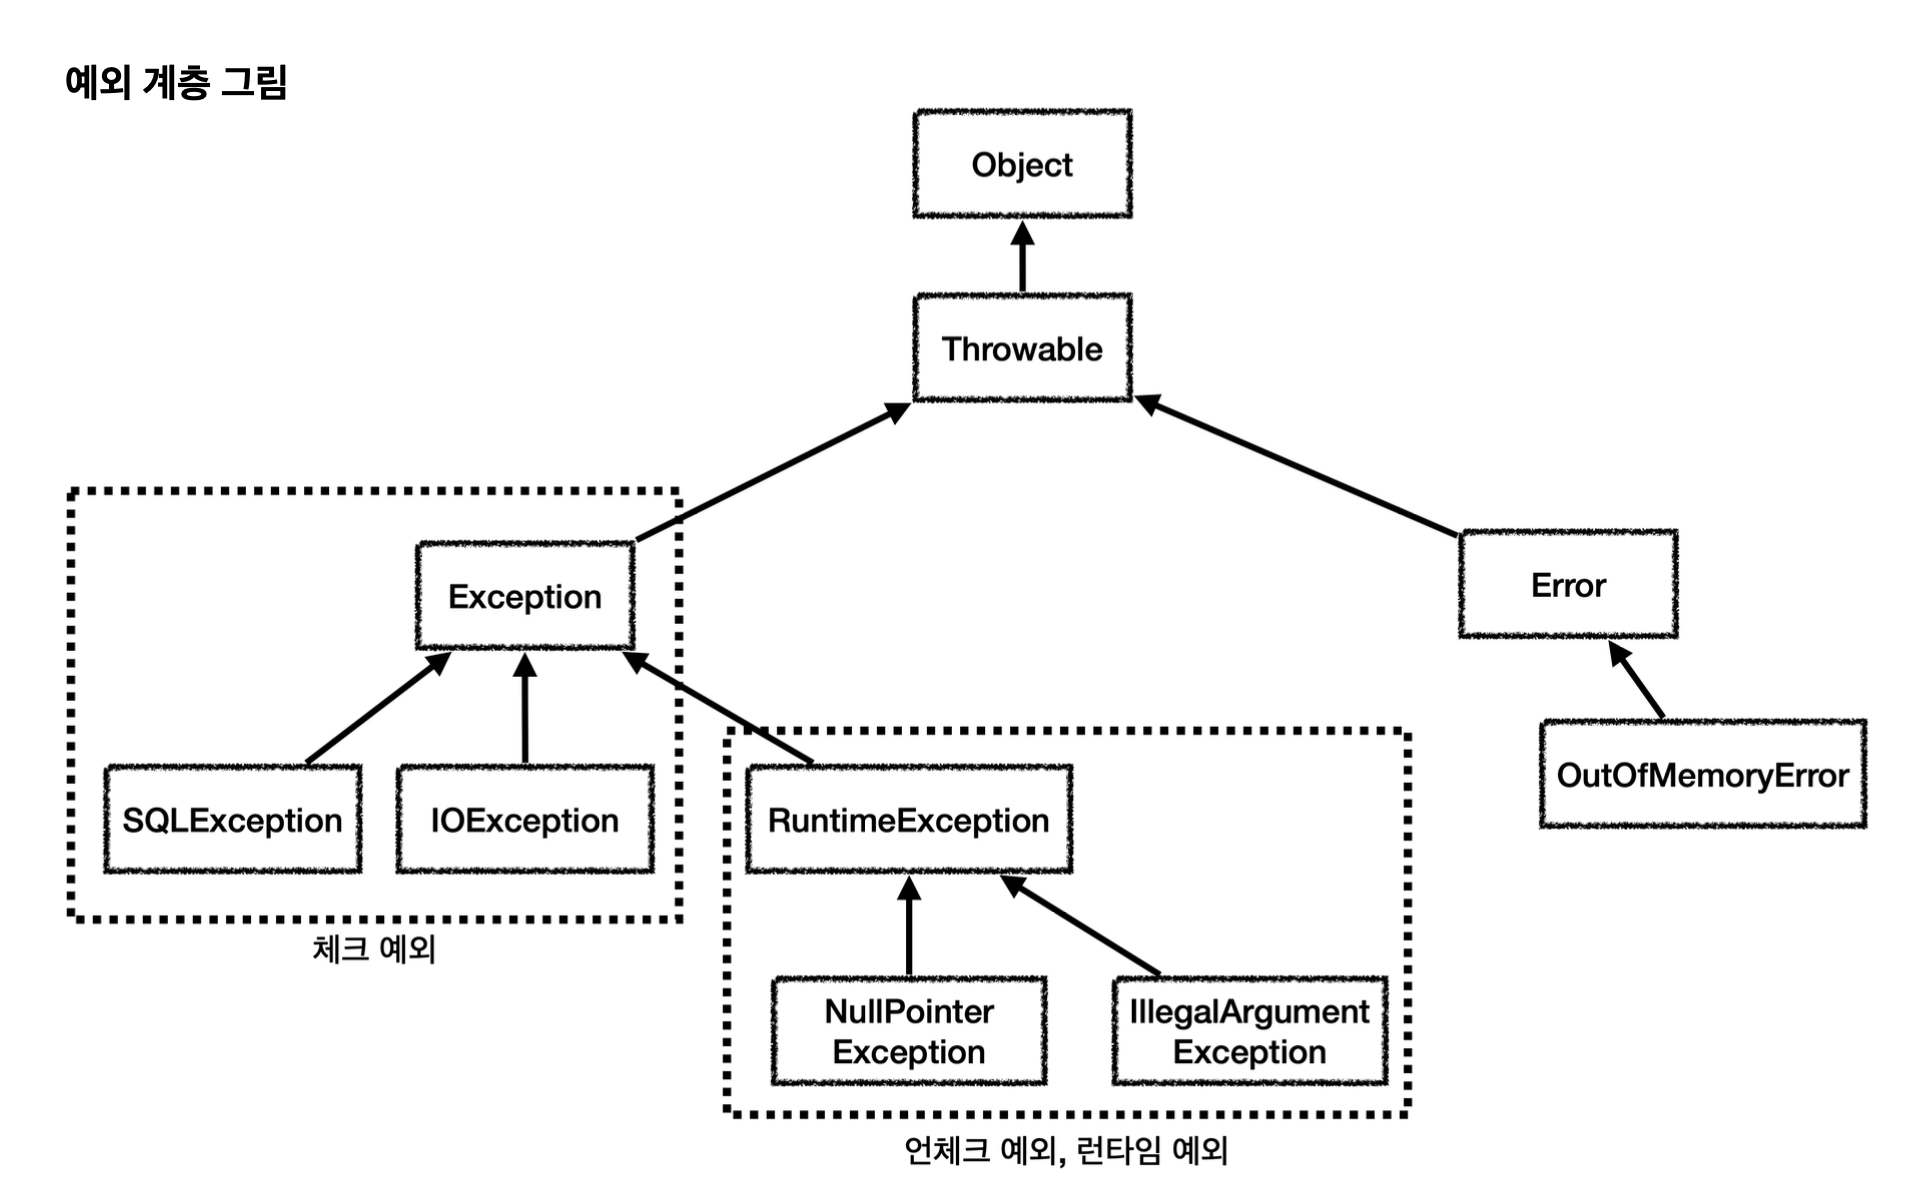 예외 계층 그림
Object
Throwable
Exception
Error
SQLException
IOException
RuntimeException
OutOfMemoryError
체크 예외
NullPointer
Exception
IllegalArgument
Exception
언체크 예외, 런타임 예외